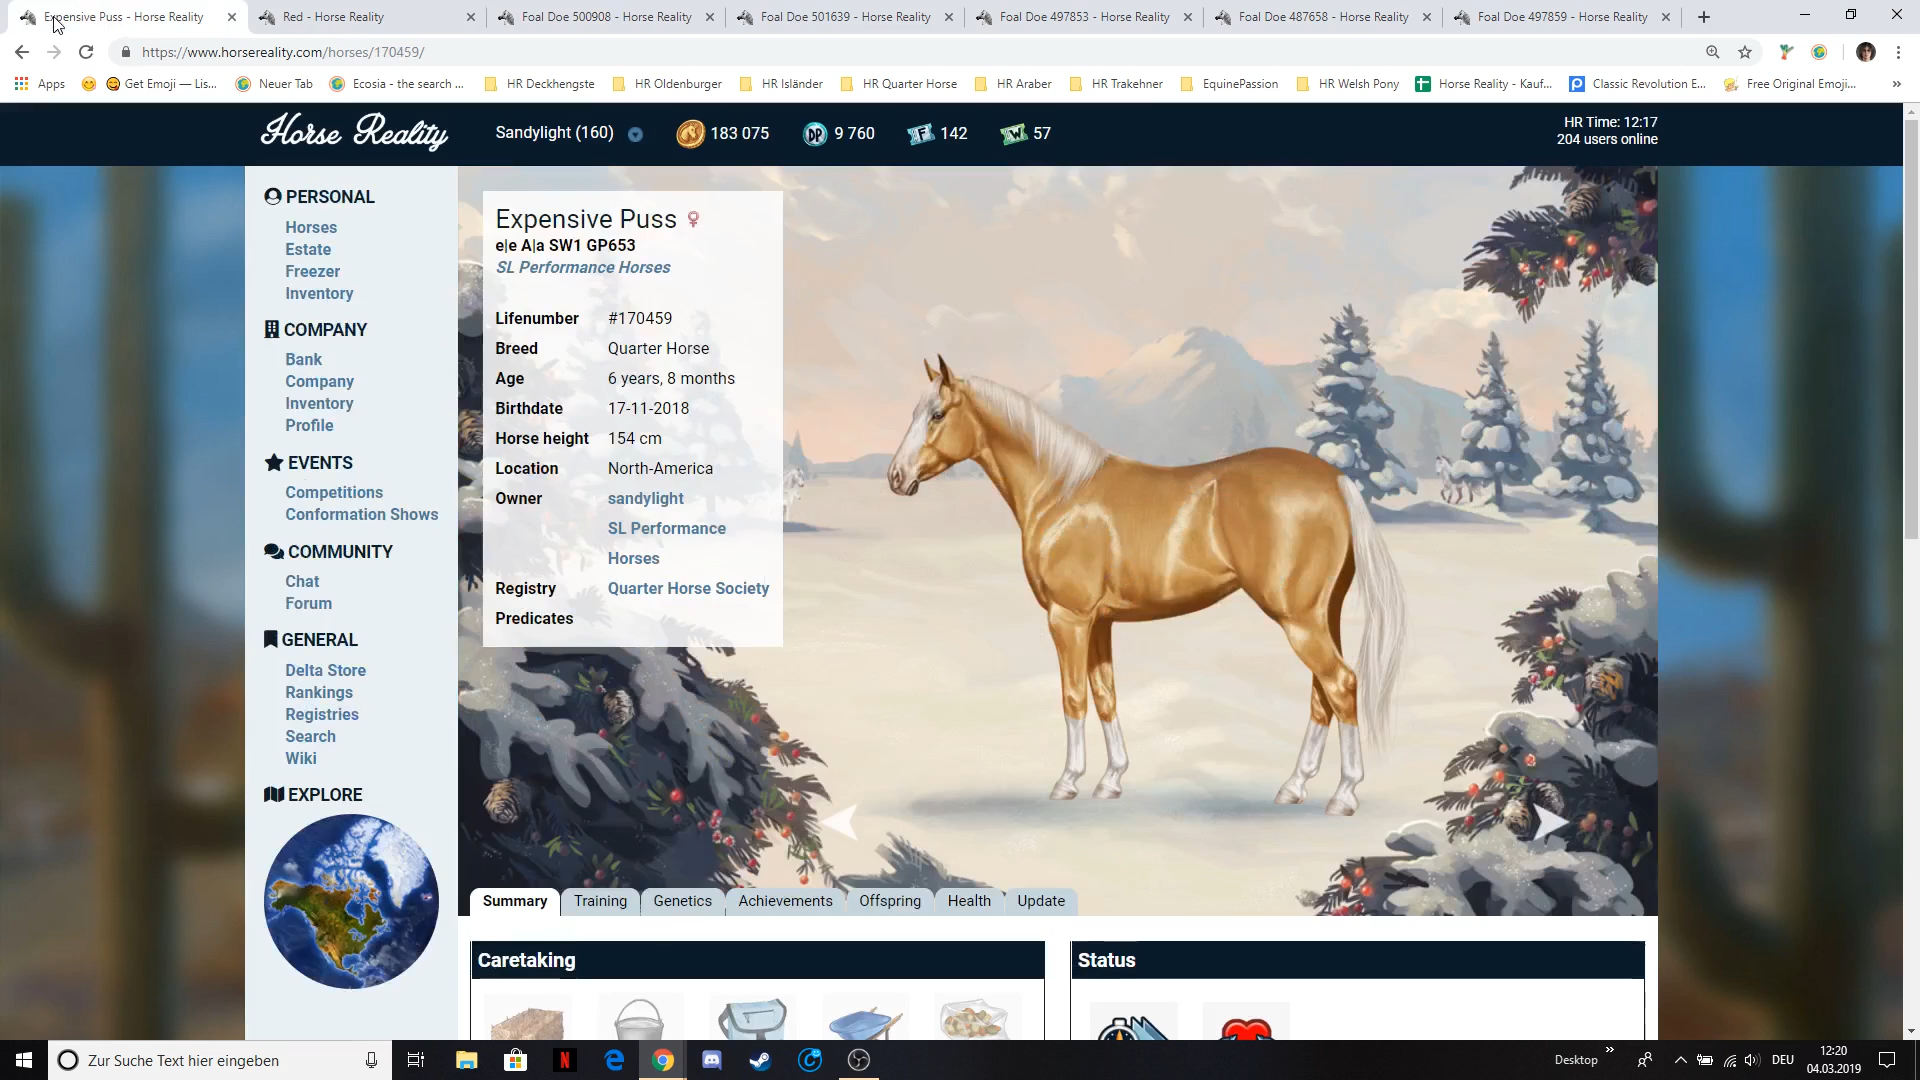 Expensive Puss - Horse Reality
Red - Horse Reality
Foal Doe 500908 - Horse Reality
Foal Doe 501639 - Horse Reality
Foal Doe 497853 - Horse Reality
Foal Doe 487658 - Horse Reality
Foal Doe 497859 - Horse Reality
https://www.horsereality.com/horses/170459/
Apps
Get Emoji — Lis...
Neuer Tab
Ecosia - the search ...
HR Deckhengste
HR Oldenburger
HR Isländer
HR Quarter Horse
HR Araber
HR Trakehner
EquinePassion
HR Welsh Pony
Horse Reality - Kauf...
Classic Revolution E...
Free Original Emoji...
»
Horse Reality
Sandylight (160)
183 075
DP
9 760
F
142
W
57
HR Time: 12:17
204 users online
PERSONAL
Horses
Estate
Freezer
Inventory
COMPANY
Bank
Company
Inventory
Profile
EVENTS
Competitions
Conformation Shows
COMMUNITY
Chat
Forum
GENERAL
Delta Store
Rankings
Registries
Search
Wiki
EXPLORE
Expensive Puss ♀
e|e A|a SW1 GP653
SL Performance Horses
Lifenumber #170459
Breed Quarter Horse
Age 6 years, 8 months
Birthdate 17-11-2018
Horse height 154 cm
Location North-America
Owner sandylight
SL Performance
Horses
Registry Quarter Horse Society
Predicates
Summary
Training
Genetics
Achievements
Offspring
Health
Update
Caretaking
Status
Zur Suche Text hier eingeben
Desktop
»
DEU
12:20
04.03.2019